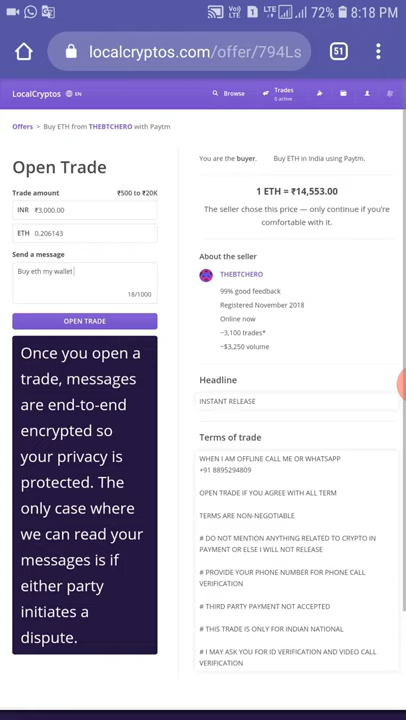 72% 8:18 PM
localcryptos.com/offer/794Ls
51
LocalCryptos EN Browse Trades
0 active
Offers > Buy ETH from THEBTCHERO with Paytm
Open Trade
Trade amount ₹500 to ₹20K
INR ₹3,000.00
ETH 0.206143
Send a message
Buy eth my wallet
18/1000
OPEN TRADE
Once you open a
trade, messages
are end-to-end
encrypted so
your privacy is
protected. The
only case where
we can read your
messages is if
either party
initiates a
dispute.
You are the buyer. Buy ETH in India using Paytm.
1 ETH = ₹14,553.00
The seller chose this price — only continue if you're
comfortable with it.
About the seller
THEBTCHERO
99% good feedback
Registered November 2018
Online now
~3,100 trades*
~$3,250 volume
Headline
INSTANT RELEASE
Terms of trade
WHEN I AM OFFLINE CALL ME OR WHATSAPP
+91 8895294809
OPEN TRADE IF YOU AGREE WITH ALL TERM
TERMS ARE NON-NEGOTIABLE
# DO NOT MENTION ANYTHING RELATED TO CRYPTO IN
PAYMENT OR ELSE I WILL NOT RELEASE
# PROVIDE YOUR PHONE NUMBER FOR PHONE CALL
VERIFICATION
# THIRD PARTY PAYMENT NOT ACCEPTED
# THIS TRADE IS ONLY FOR INDIAN NATIONAL
# I MAY ASK YOU FOR ID VERIFICATION AND VIDEO CALL
VERIFICATION